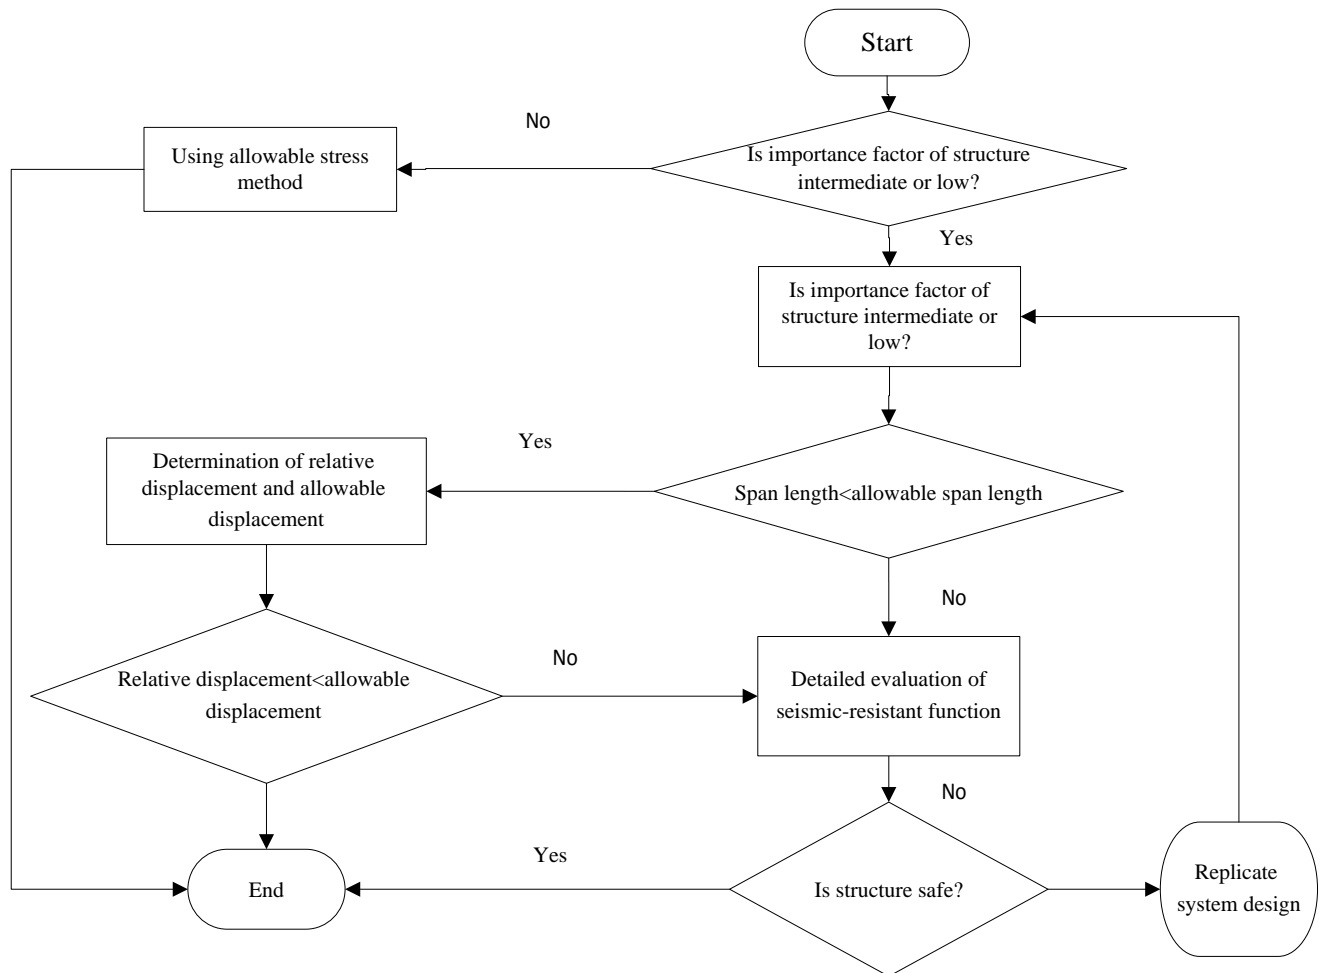 Start
No
Using allowable stress
method
Is importance factor of structure
intermediate or low?
Yes
Is importance factor of
structure intermediate or
low?
Yes
Determination of relative
displacement and allowable
displacement
Span length<allowable span length
No
No
Relative displacement<allowable
displacement
Detailed evaluation of
seismic-resistant function
No
Yes
End
Is structure safe?
Replicate
system design